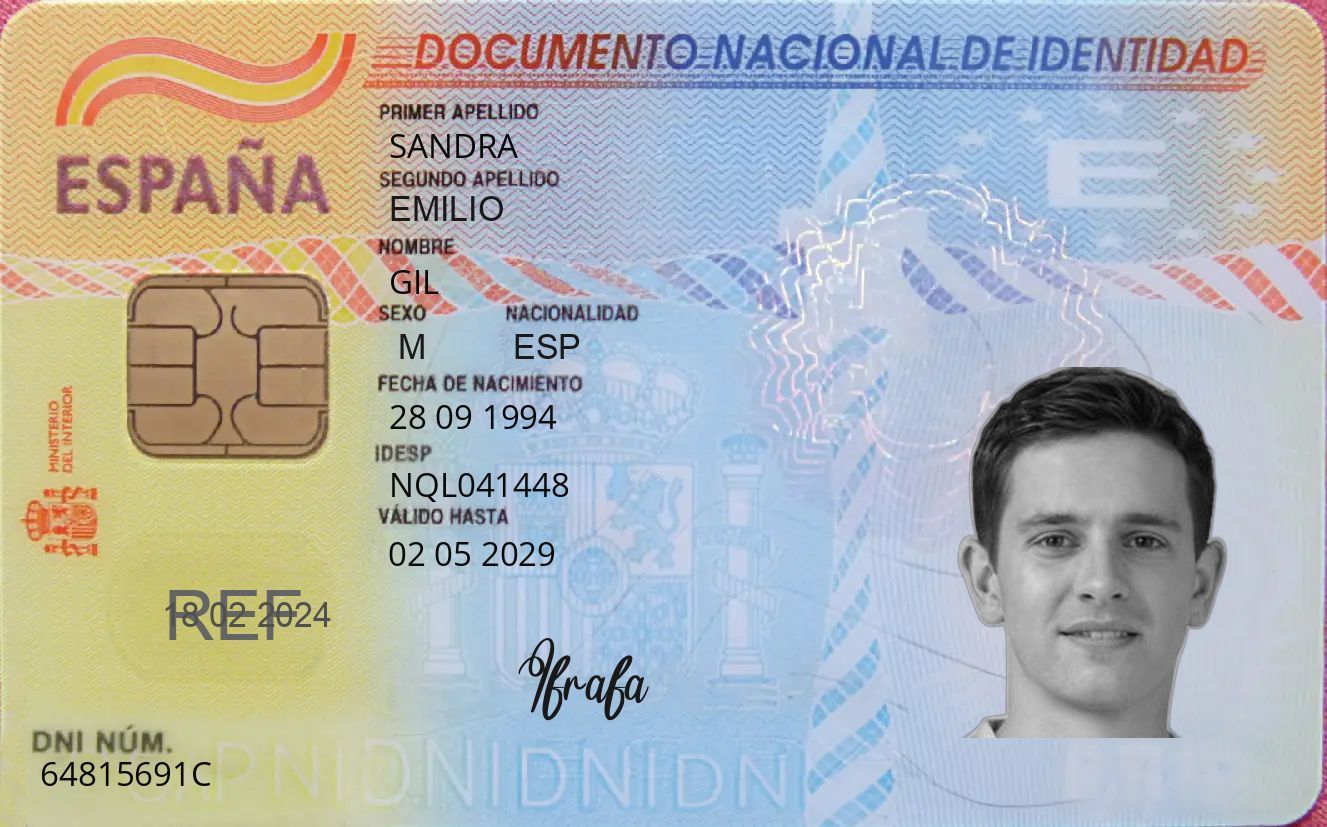 DOCUMENTO NACIONAL DE IDENTIDAD
ESPAÑA
PRIMER APELLIDO
SANDRA
SEGUNDO APELLIDO
EMILIO
NOMBRE
GIL
SEXO NACIONALIDAD
M ESP
FECHA DE NACIMIENTO
28 09 1994
IDESP
NQL041448
VÁLIDO HASTA
02 05 2029
MINISTERIO
DEL INTERIOR
REF
18 02 2024
Ifrafa
DNI NÚM.
64815691C
E
DNIDNIDNIDNI